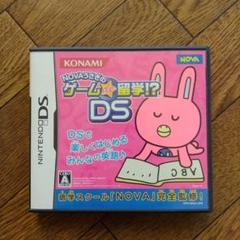 KONAMI
NOVA
NOVAうさぎの
ゲームde留学!?
DS
DSで
楽しくはじめる
みんなの英語♪
NINTENDO DS
A
語学スクール「NOVA」完全監修!